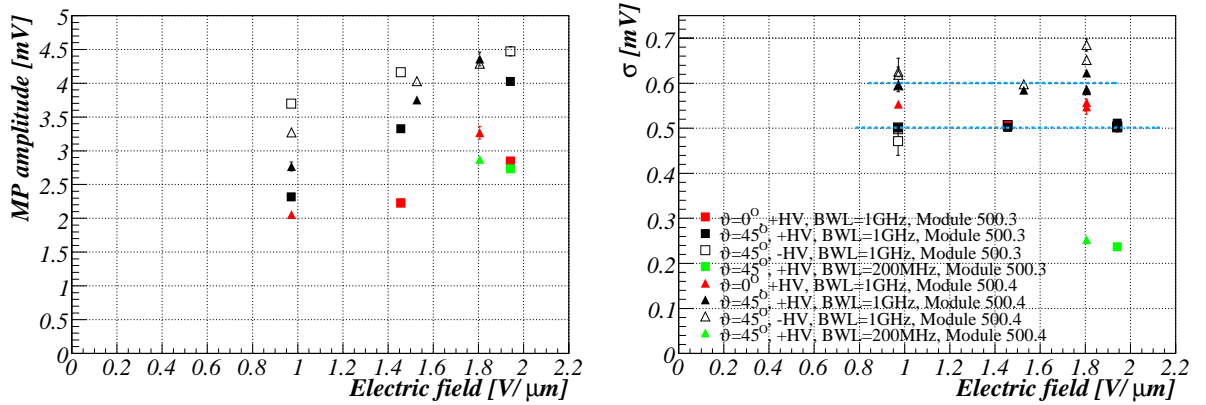 MP amplitude [mV]
5
4.5
4
3.5
3
2.5
2
1.5
1
0.5
0
0 0.2 0.4 0.6 0.8 1 1.2 1.4 1.6 1.8 2 2.2
Electric field [V/ μm]
σ [mV]
0.7
0.6
0.5
0.4
0.3
0.2
0.1
0
ϑ=0°, +HV, BWL=1GHz, Module 500.3
ϑ=45°, +HV, BWL=1GHz, Module 500.3
ϑ=45°, -HV, BWL=1GHz, Module 500.3
ϑ=45°, +HV, BWL=200MHz, Module 500.3
ϑ=0°, +HV, BWL=1GHz, Module 500.4
ϑ=45°, +HV, BWL=1GHz, Module 500.4
ϑ=45°, -HV, BWL=1GHz, Module 500.4
ϑ=45°, +HV, BWL=200MHz, Module 500.4
0 0.2 0.4 0.6 0.8 1 1.2 1.4 1.6 1.8 2 2.2
Electric field [V/ μm]